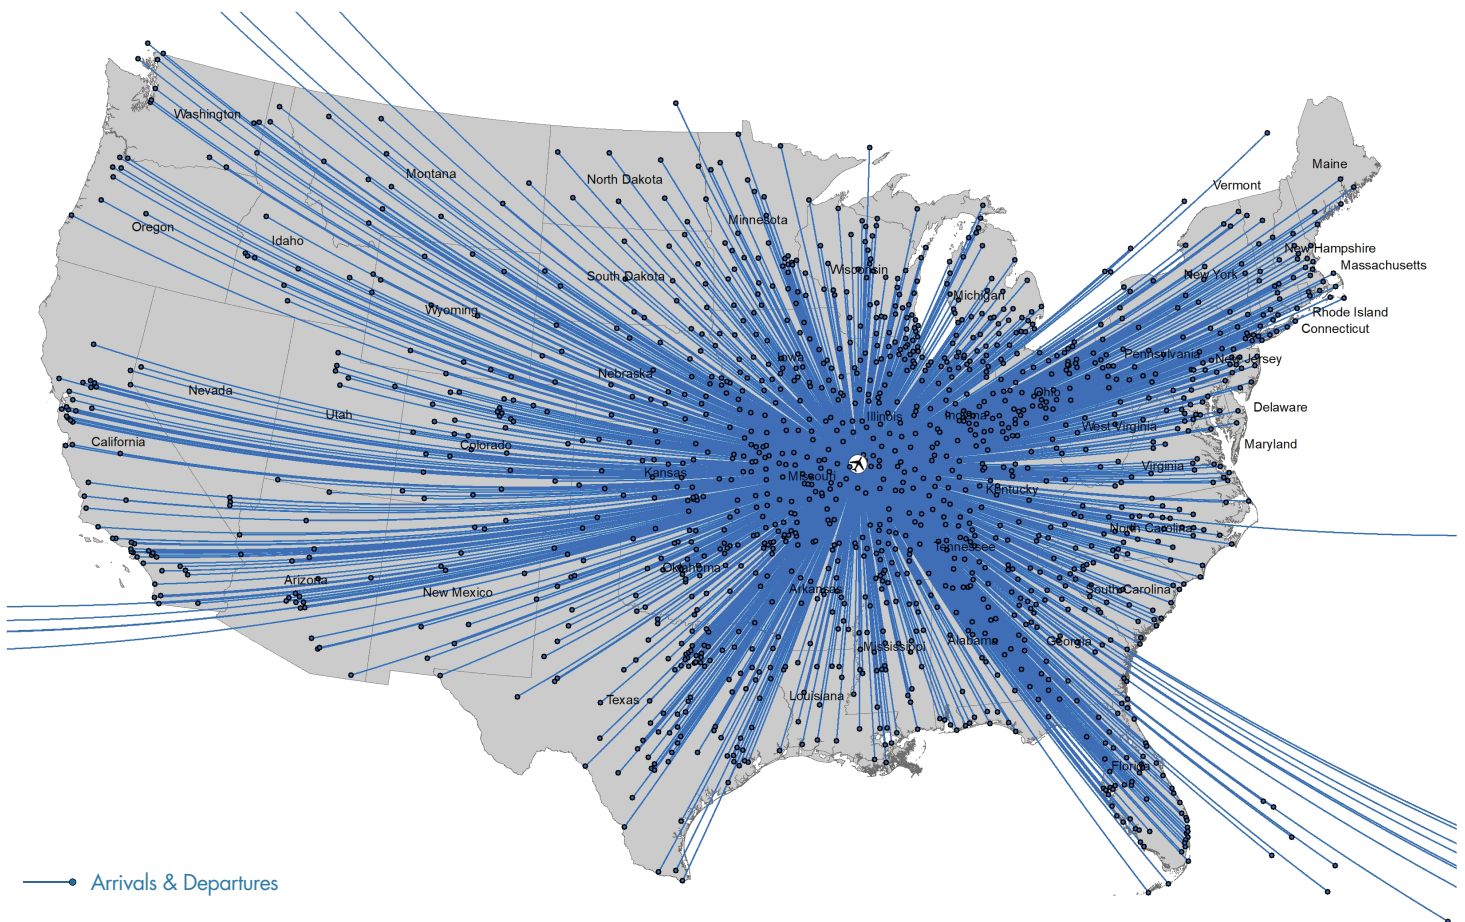 Washington
Maine
Montana
North Dakota
Vermont
Minnesota
Oregon
Idaho
New Hampshire
Massachusetts
Wisconsin
South Dakota
New York
Michigan
Wyoming
Rhode Island
Connecticut
Pennsylvania
Iowa
New Jersey
Nebraska
Nevada
Ohio
Delaware
Utah
Illinois
Indiana
West Virginia
California
Colorado
Maryland
Virginia
Kansas
Missouri
Kentucky
North Carolina
Tennessee
Oklahoma
Arizona
New Mexico
Arkansas
South Carolina
Alabama
Georgia
Mississippi
Louisiana
Texas
Florida
Arrivals & Departures